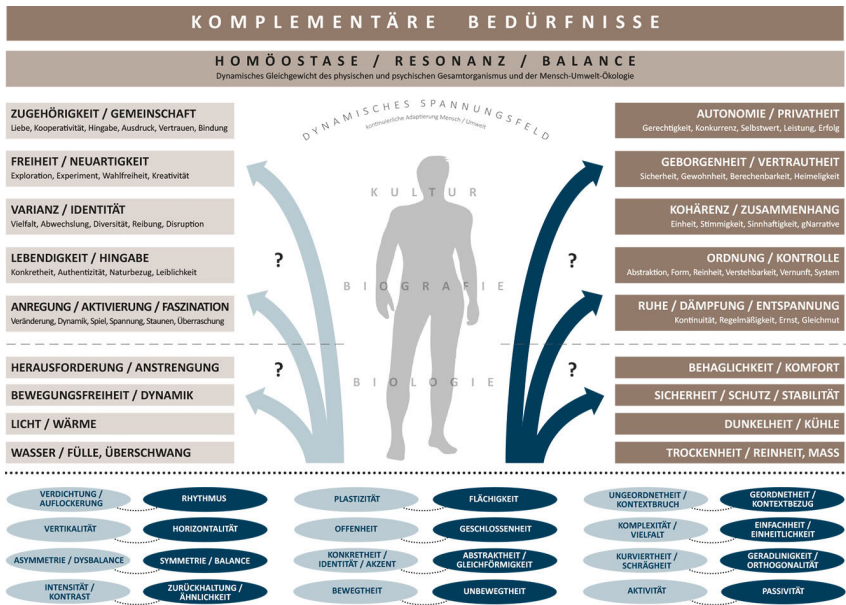 KOMPLEMENTÄRE BEDÜRFNISSE
HOMÖOSTASE / RESONANZ / BALANCE
Dynamisches Gleichgewicht des physischen und psychischen Gesamtorganismus und der Mensch-Umwelt-Ökologie
DYNAMISCHES SPANNUNGSFELD
kontinuierliche Adaptierung Mensch / Umwelt
ZUGEHÖRIGKEIT / GEMEINSCHAFT
Liebe, Kooperativität, Hingabe, Ausdruck, Vertrauen, Bindung
FREIHEIT / NEUARTIGKEIT
Exploration, Experiment, Wahlfreiheit, Kreativität
VARIANZ / IDENTITÄT
Vielfalt, Abwechslung, Diversität, Reibung, Disruption
LEBENDIGKEIT / HINGABE
Konkretheit, Authentizität, Naturbezug, Leiblichkeit
ANREGUNG / AKTIVIERUNG / FASZINATION
Veränderung, Dynamik, Spiel, Spannung, Staunen, Überraschung
HERAUSFORDERUNG / ANSTRENGUNG
BEWEGUNGSFREIHEIT / DYNAMIK
LICHT / WÄRME
WASSER / FÜLLE, ÜBERSCHWANG
?
?
KULTUR
BIOGRAFIE
BIOLOGIE
?
?
AUTONOMIE / PRIVATHEIT
Gerechtigkeit, Konkurrenz, Selbstwert, Leistung, Erfolg
GEBORGENHEIT / VERTRAUTHEIT
Sicherheit, Gewohnheit, Berechenbarkeit, Heimeligkeit
KOHÄRENZ / ZUSAMMENHANG
Einheit, Stimmigkeit, Sinnhaftigkeit, gNarrative
ORDNUNG / KONTROLLE
Abstraktion, Form, Reinheit, Verstehbarkeit, Vernunft, System
RUHE / DÄMPFUNG / ENTSPANNUNG
Kontinuität, Regelmäßigkeit, Ernst, Gleichmut
BEHAGLICHKEIT / KOMFORT
SICHERHEIT / SCHUTZ / STABILITÄT
DUNKELHEIT / KÜHLE
TROCKENHEIT / REINHEIT, MASS
VERDICHTUNG /
AUFLOCKERUNG
RHYTHMUS
VERTIKALITÄT
HORIZONTALITÄT
ASYMMETRIE / DYSBALANCE
SYMMETRIE / BALANCE
INTENSITÄT /
KONTRAST
ZURÜCKHALTUNG /
ÄHNLICHKEIT
PLASTIZITÄT
FLÄCHIGKEIT
OFFENHEIT
GESCHLOSSENHEIT
KONKRETHEIT /
IDENTITÄT / AKZENT
ABSTRAKTHEIT /
GLEICHFÖRMIGKEIT
BEWEGTHEIT
UNBEWEGTHEIT
UNGEORDNETHEIT /
KONTEXTBRUCH
GEORDNETHEIT /
KONTEXTBEZUG
KOMPLEXITÄT /
VIELFALT
EINFACHHEIT /
EINHEITLICHKEIT
KURVIERTHEIT /
SCHRÄGHEIT
GERADLINIGKEIT /
ORTHOGONALITÄT
AKTIVITÄT
PASSIVITÄT